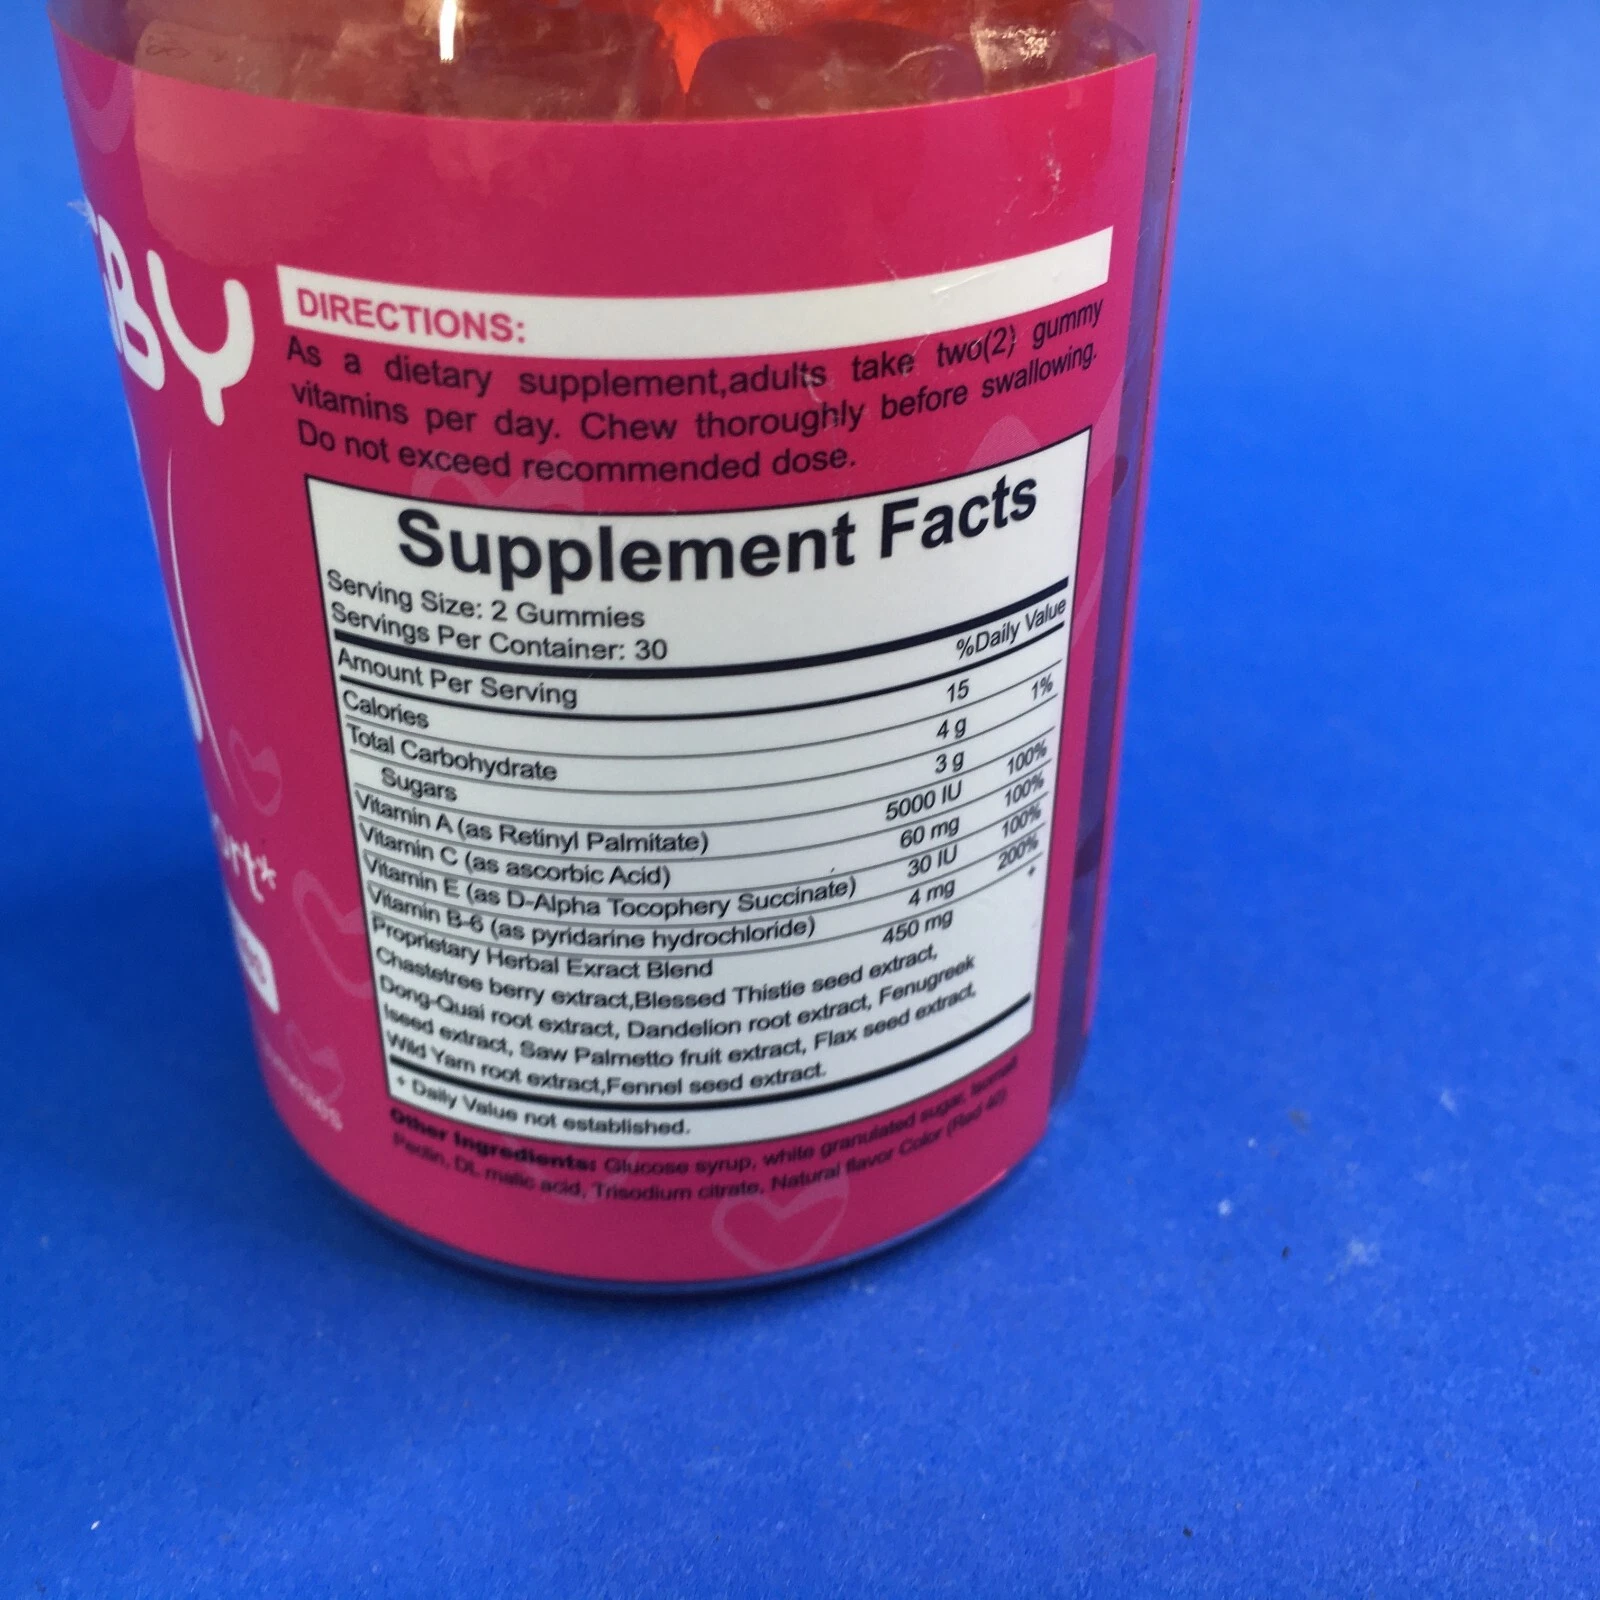 BY
DIRECTIONS:
As a dietary supplement,adults take two(2) gummy
vitamins per day. Chew thoroughly before swallowing.
Do not exceed recommended dose.
Supplement Facts
Serving Size: 2 Gummies
Servings Per Container: 30
Amount Per Serving %Daily Value
Calories 15
Total Carbohydrate 4 g 1%
Sugars 3 g
Vitamin A (as Retinyl Palmitate) 5000 IU 100%
Vitamin C (as ascorbic Acid) 60 mg 100%
Vitamin E (as D-Alpha Tocophery Succinate) 30 IU 100%
Vitamin B-6 (as pyridarine hydrochloride) 4 mg 200%
Proprietary Herbal Exract Blend 450 mg +
Chastetree berry extract,Blessed Thistie seed extract,
Dong-Quai root extract, Dandelion root extract, Fenugreek
lseed extract, Saw Palmetto fruit extract, Flax seed extract,
Wild Yam root extract,Fennel seed extract.
+ Daily Value not established.
Other Ingredients: Glucose syrup, white granulated sugar,
Pectin, DL malic acid, Trisodium citrate, Natural flavor Color (Red 40)